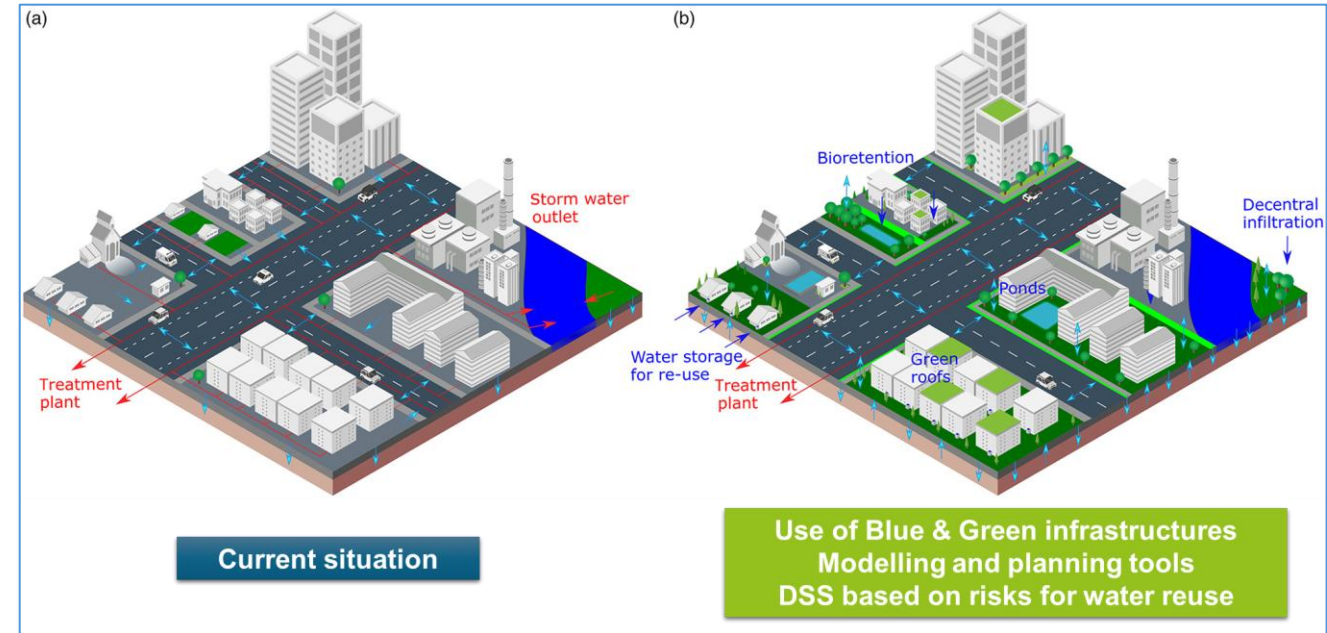 (a)
Storm water
outlet
Treatment
plant
Current situation
(b)
Bioretention
Decentral
infiltration
Ponds
Water storage
for re-use
Green
roofs
Treatment
plant
Use of Blue & Green infrastructures
Modelling and planning tools
DSS based on risks for water reuse